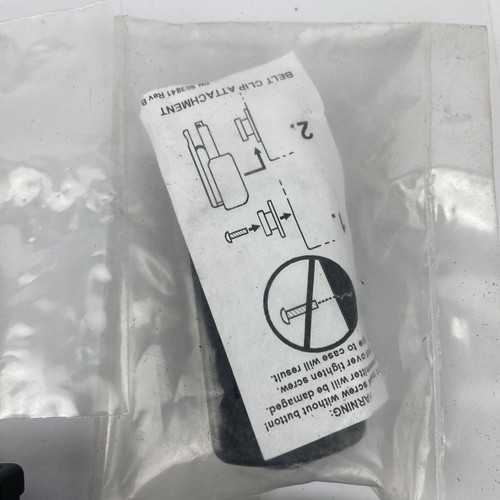 WARNING:
screw without button!
will be damaged.
over tighten screw.
to case will result.
1.
2.
BELT CLIP ATTACHMENT
863841 Rev B